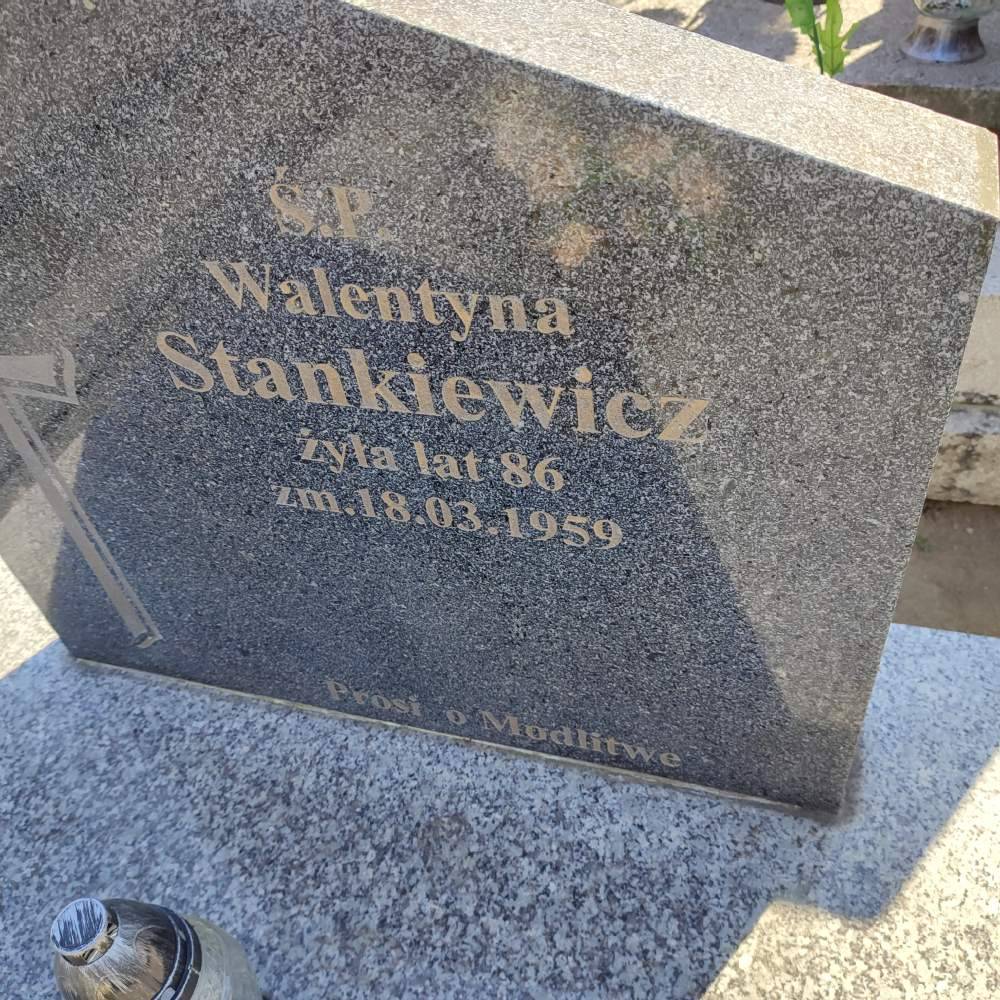 Ś.P.
Walentyna
Stankiewicz
żyła lat 86
zm.18.03.1959
Prosi o Modlitwe